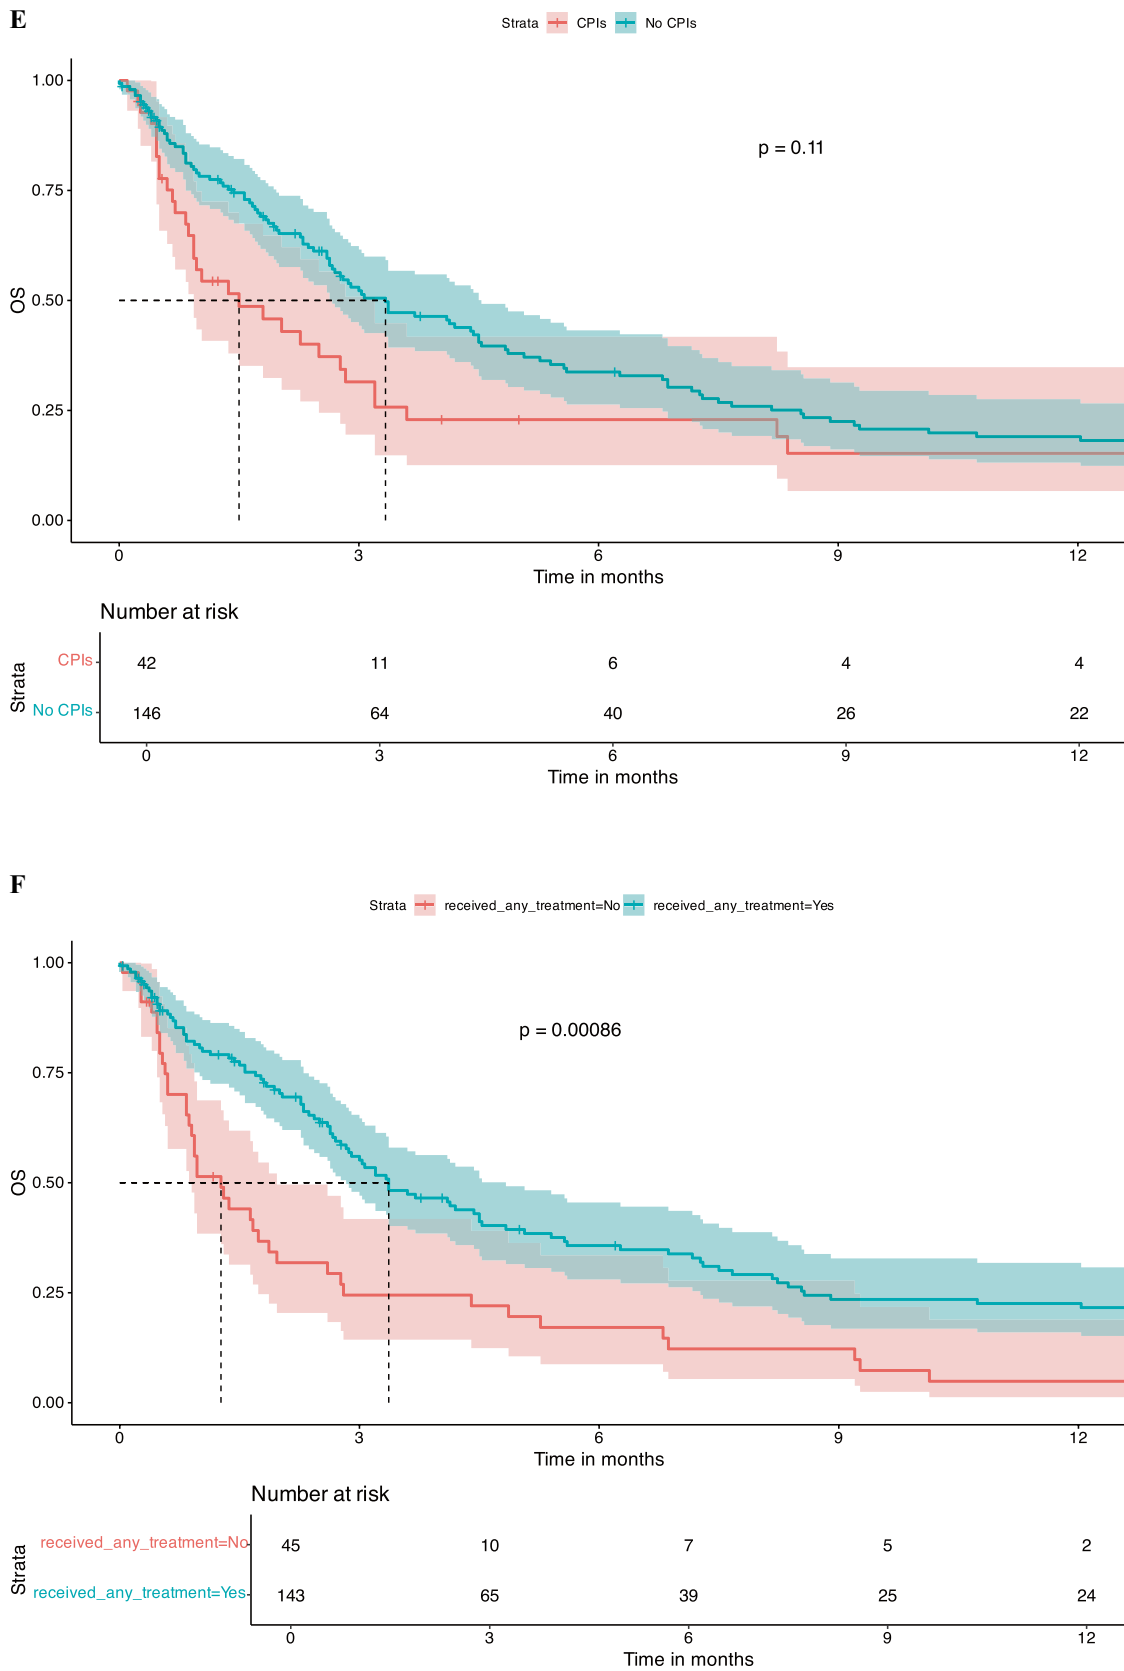 E
Strata CPIs No CPIs
1.00
p = 0.11
0.75
0.50
OS
0.25
0.00
0 3 6 9 12
Time in months
Number at risk
CPIs 42 11 6 4 4
Strata
No CPIs 146 64 40 26 22
0 3 6 9 12
Time in months
F
Strata received_any_treatment=No received_any_treatment=Yes
1.00
p = 0.00086
0.75
0.50
OS
0.25
0.00
0 3 6 9 12
Time in months
Number at risk
received_any_treatment=No 45 10 7 5 2
Strata
received_any_treatment=Yes 143 65 39 25 24
0 3 6 9 12
Time in months